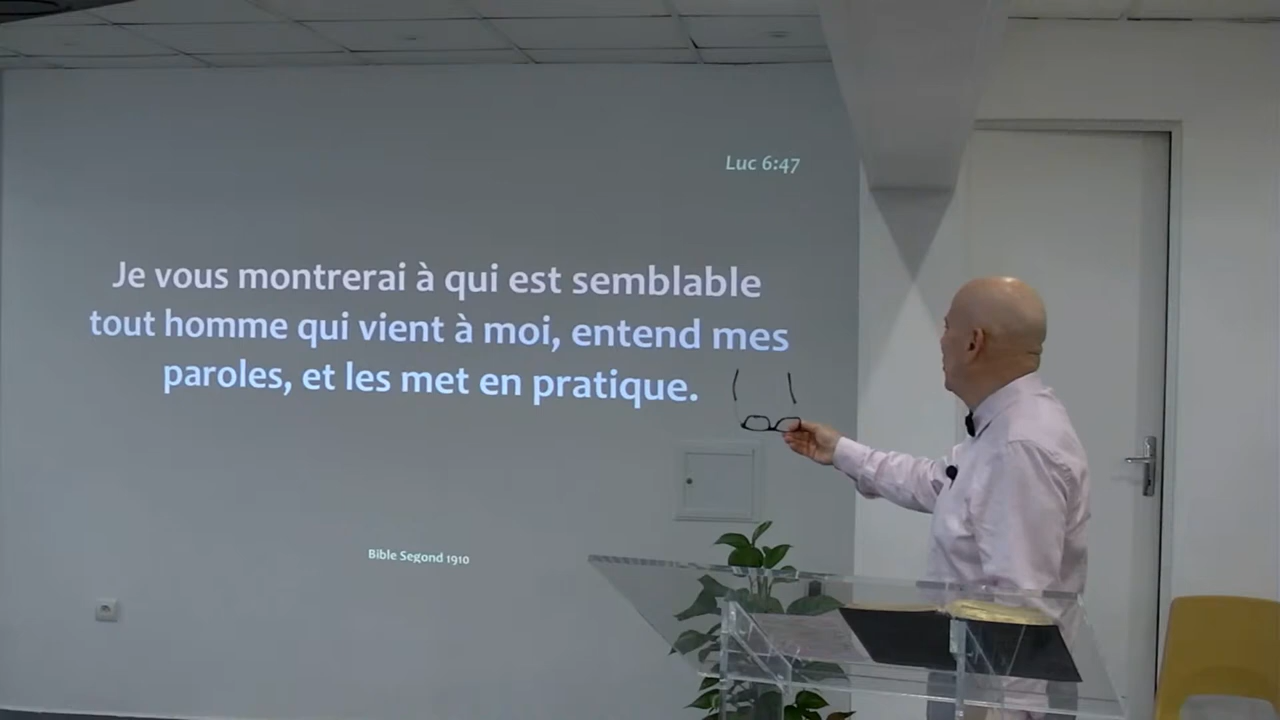 Luc 6:47
Je vous montrerai à qui est semblable
tout homme qui vient à moi, entend mes
paroles, et les met en pratique.
Bible Segond 1910